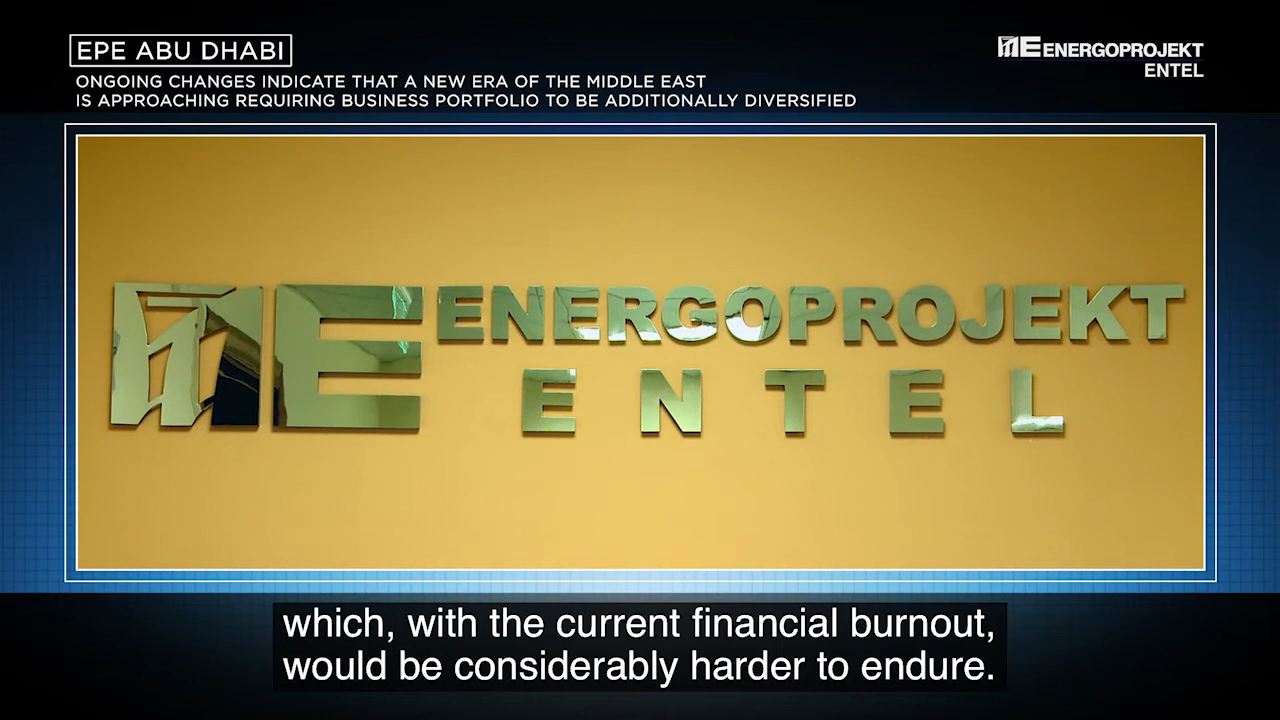 EPE ABU DHABI
ONGOING CHANGES INDICATE THAT A NEW ERA OF THE MIDDLE EAST
IS APPROACHING REQUIRING BUSINESS PORTFOLIO TO BE ADDITIONALLY DIVERSIFIED
ENERGOPROJEKT
ENTEL
ENERGOPROJEKT
ENTEL
which, with the current financial burnout,
would be considerably harder to endure.